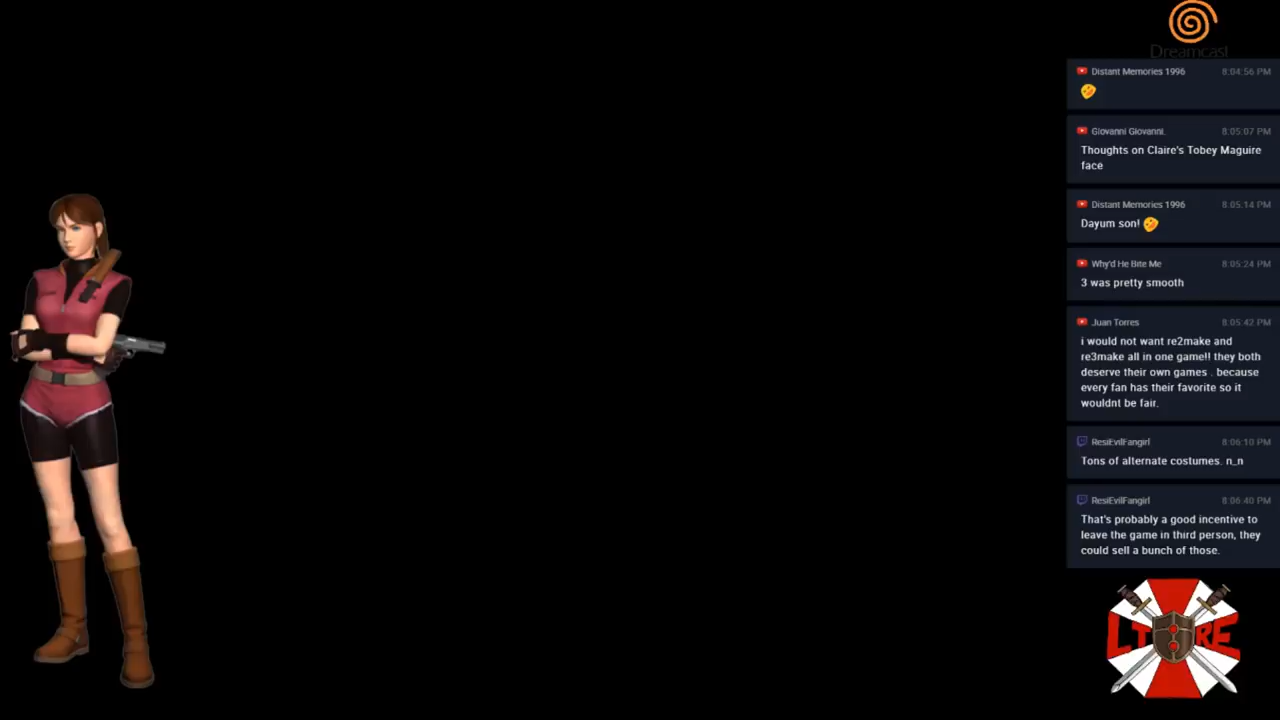 Dreamcast
Distant Memories 1996 8:04:56 PM
Giovanni Giovanni. 8:05:07 PM
Thoughts on Claire's Tobey Maguire
face
Distant Memories 1996 8:05:14 PM
Dayum son!
Why'd He Bite Me 8:05:24 PM
3 was pretty smooth
Juan Torres 8:05:42 PM
i would not want re2make and
re3make all in one game!! they both
deserve their own games . because
every fan has their favorite so it
wouldnt be fair.
ResiEvilFangirl 8:06:10 PM
Tons of alternate costumes. n_n
ResiEvilFangirl 8:06:40 PM
That's probably a good incentive to
leave the game in third person, they
could sell a bunch of those.